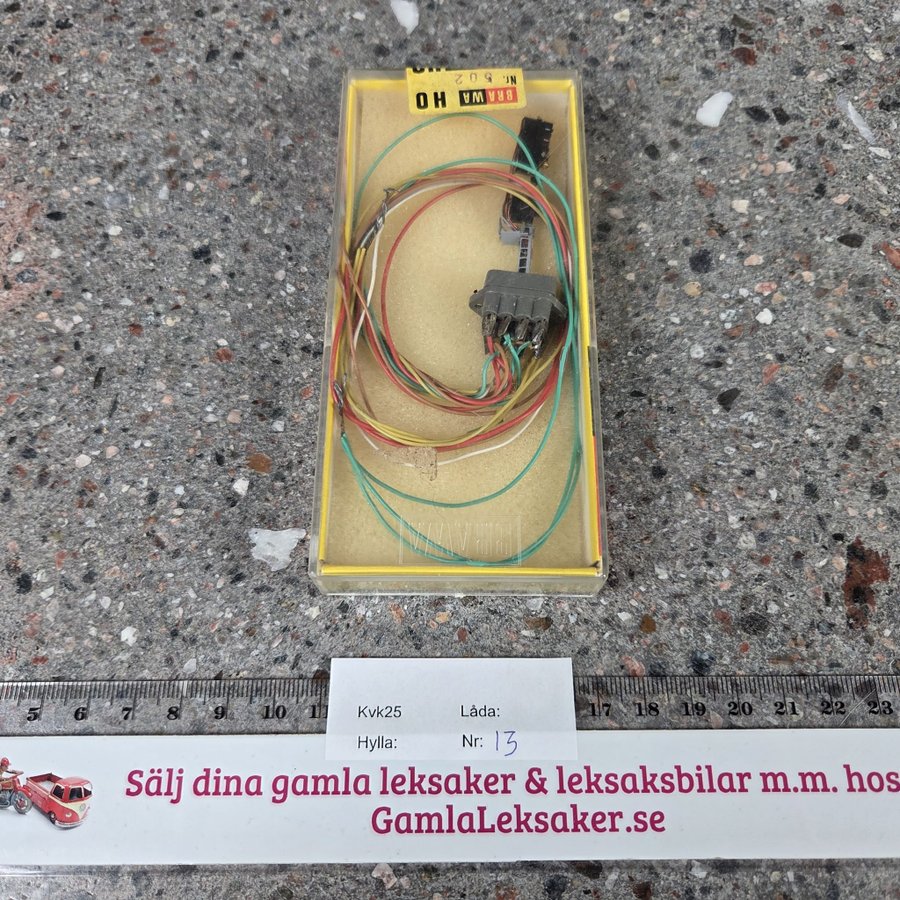 Nr. 502
BRAWA HO
BRAWA
5 6 7 8 9 10 11 17 18 19 20 21 22 23
Kvk25 Låda:
Hylla: Nr: 13
Sälj dina gamla leksaker & leksaksbilar m.m. hos
GamlaLeksaker.se